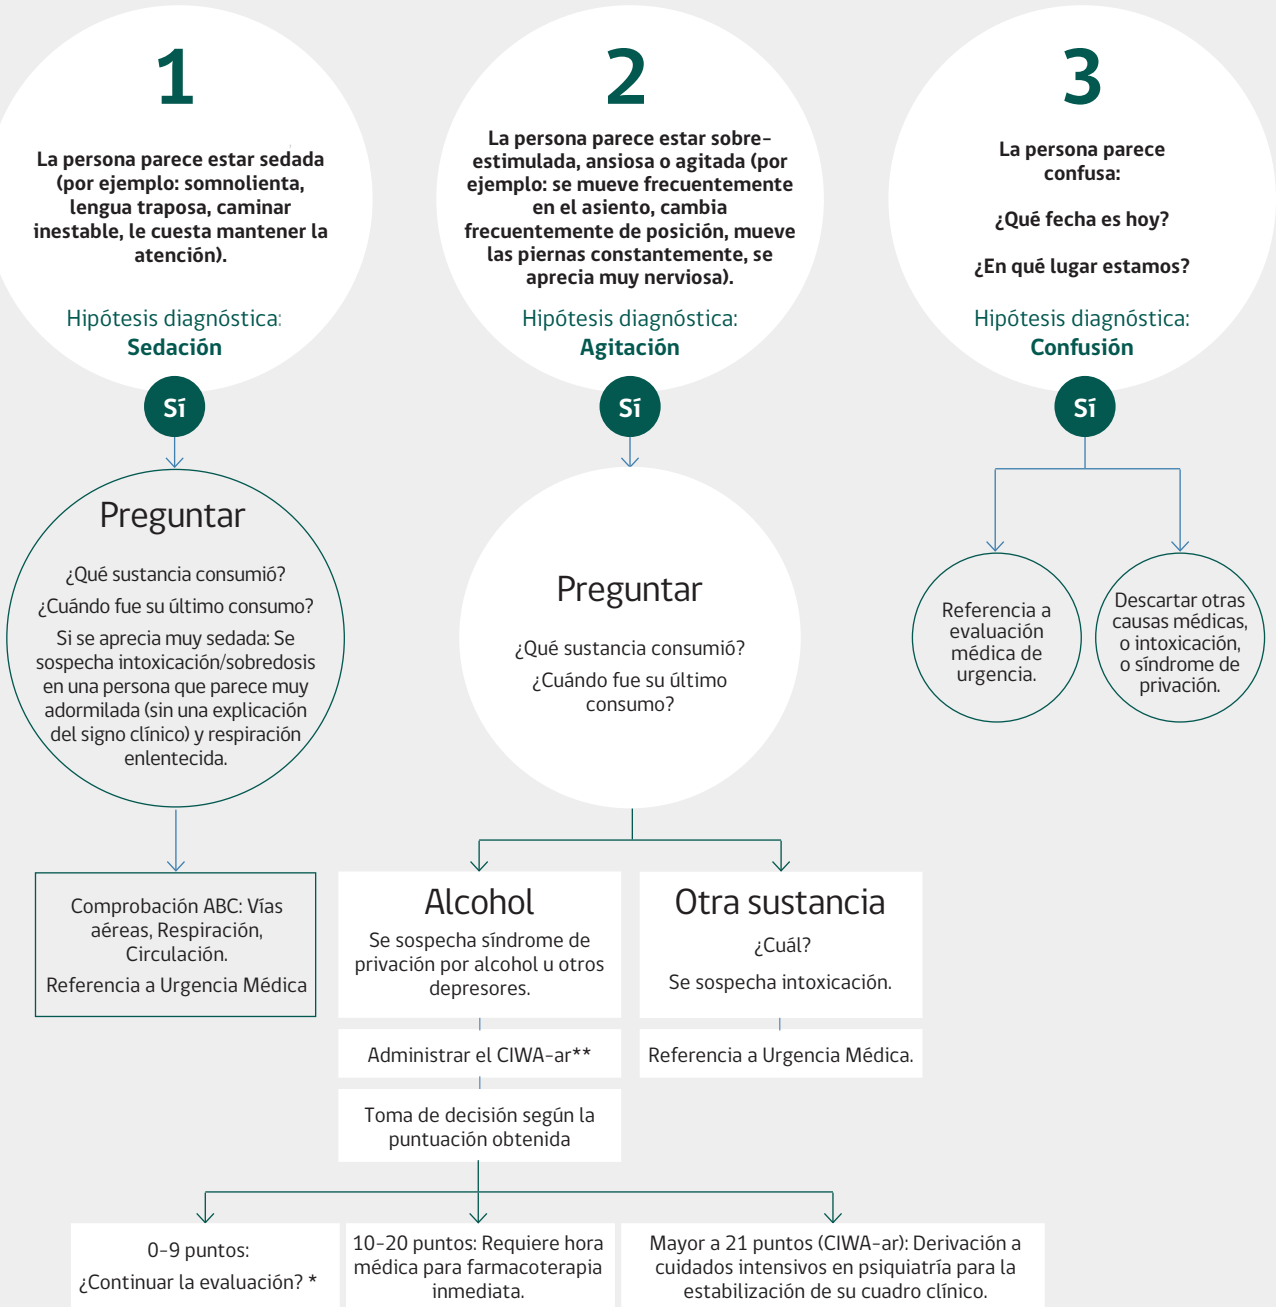 1
La persona parece estar sedada
(por ejemplo: somnolienta,
lengua traposa, caminar
inestable, le cuesta mantener la
atención).
Hipótesis diagnóstica:
Sedación
Sí
Preguntar
¿Qué sustancia consumió?
¿Cuándo fue su último consumo?
Si se aprecia muy sedada: Se
sospecha intoxicación/sobredosis
en una persona que parece muy
adormilada (sin una explicación
del signo clínico) y respiración
enlentecida.
Comprobación ABC: Vías
aéreas, Respiración,
Circulación.
Referencia a Urgencia Médica
2
La persona parece estar sobre-
estimulada, ansiosa o agitada (por
ejemplo: se mueve frecuentemente
en el asiento, cambia
frecuentemente de posición, mueve
las piernas constantemente, se
aprecia muy nerviosa).
Hipótesis diagnóstica:
Agitación
Sí
Preguntar
¿Qué sustancia consumió?
¿Cuándo fue su último
consumo?
Alcohol
Se sospecha síndrome de
privación por alcohol u otros
depresores.
Administrar el CIWA-ar**
Toma de decisión según la
puntuación obtenida
0-9 puntos:
¿Continuar la evaluación? *
10-20 puntos: Requiere hora
médica para farmacoterapia
inmediata.
Mayor a 21 puntos (CIWA-ar): Derivación a
cuidados intensivos en psiquiatría para la
estabilización de su cuadro clínico.
Otra sustancia
¿Cuál?
Se sospecha intoxicación.
Referencia a Urgencia Médica.
3
La persona parece
confusa:
¿Qué fecha es hoy?
¿En qué lugar estamos?
Hipótesis diagnóstica:
Confusión
Sí
Referencia a
evaluación
médica de
urgencia.
Descartar otras
causas médicas,
o intoxicación,
o síndrome de
privación.